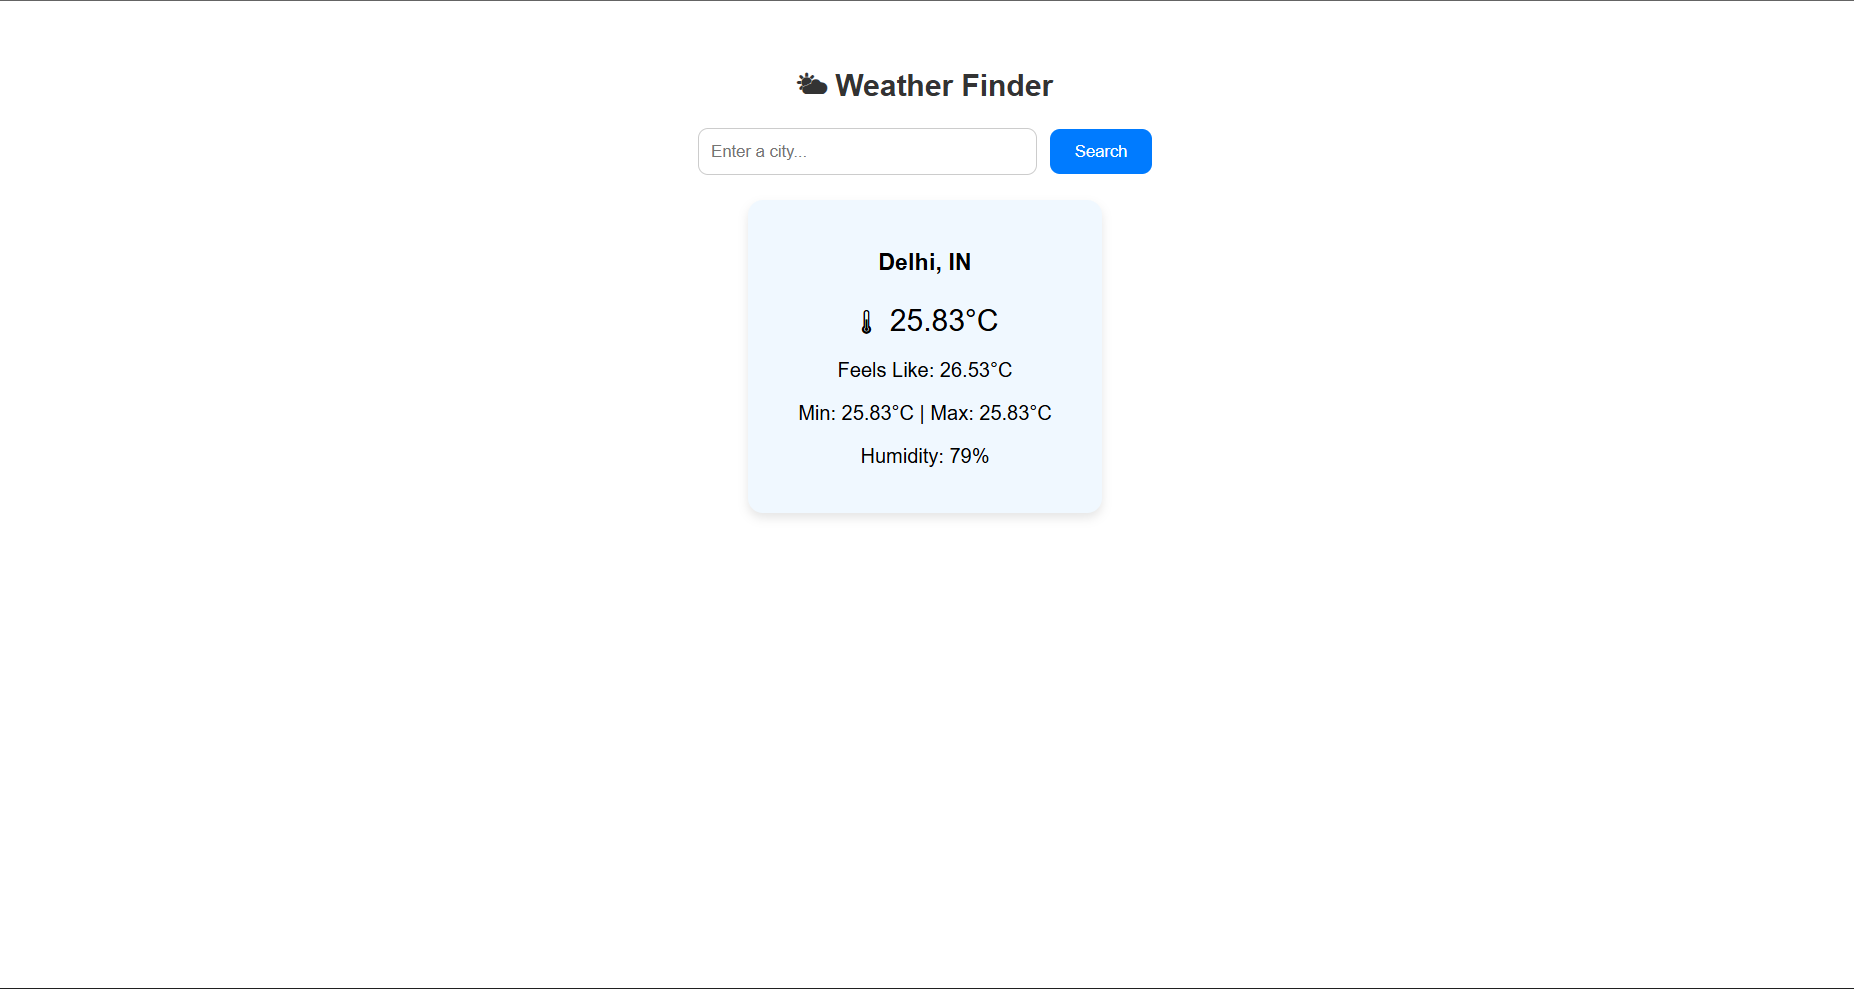 🌥 Weather Finder
Enter a city...
Search
Delhi, IN
🌡 25.83°C
Feels Like: 26.53°C
Min: 25.83°C | Max: 25.83°C
Humidity: 79%